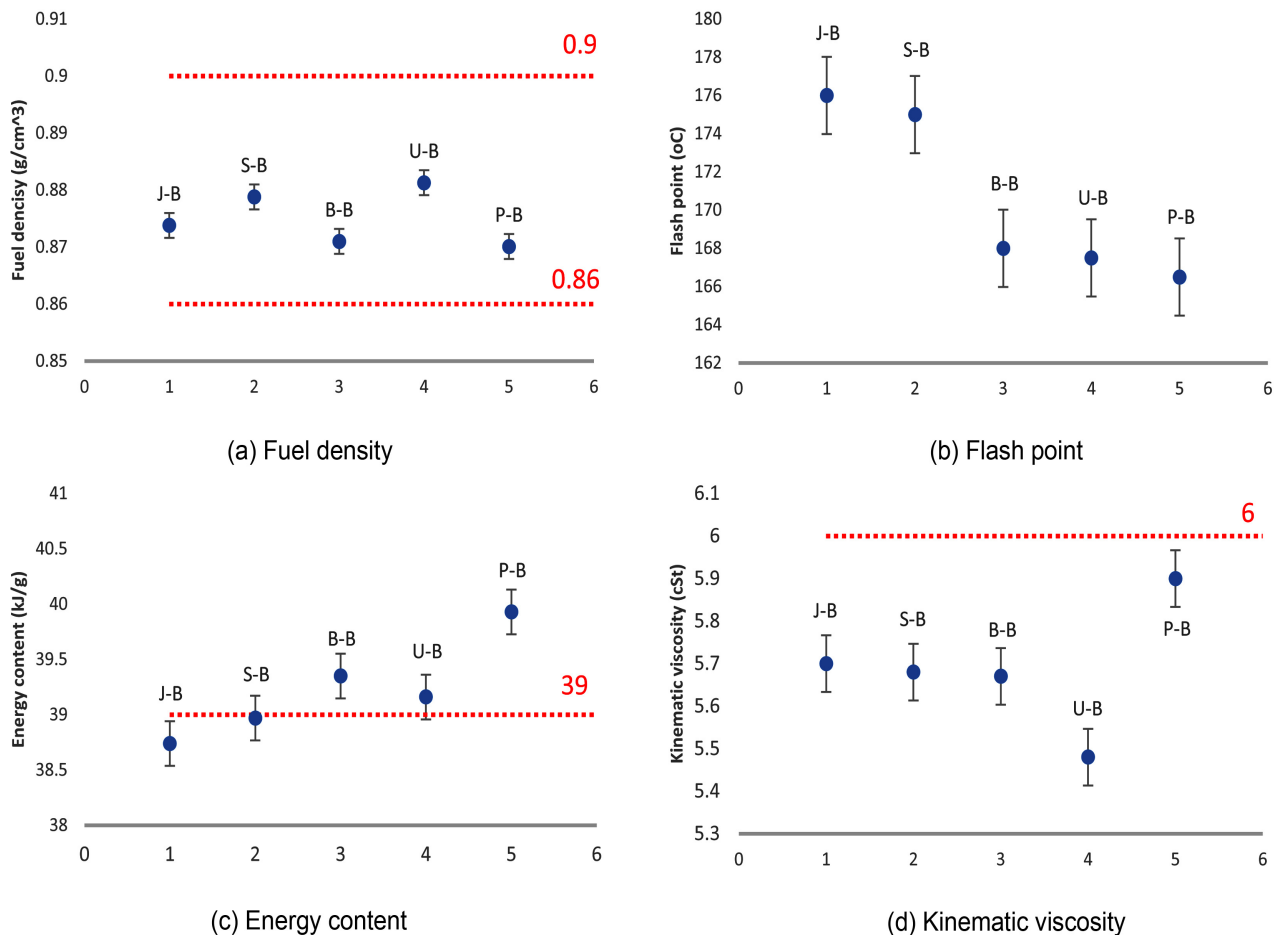 0.91
0.9
0.89
0.88
0.87
0.86
0.85
Fuel dencisy (g/cm^3)
0.9
0.86
J-B
S-B
B-B
U-B
P-B
0 1 2 3 4 5 6
(a) Fuel density
180
178
176
174
172
170
168
166
164
162
Flash point (oC)
J-B
S-B
B-B
U-B
P-B
0 1 2 3 4 5 6
(b) Flash point
41
40.5
40
39.5
39
38.5
38
Energy content (kJ/g)
39
J-B
S-B
B-B
U-B
P-B
0 1 2 3 4 5 6
(c) Energy content
6.1
6
5.9
5.8
5.7
5.6
5.5
5.4
5.3
Kinematic viscosity (cSt)
6
J-B
S-B
B-B
U-B
P-B
0 1 2 3 4 5 6
(d) Kinematic viscosity